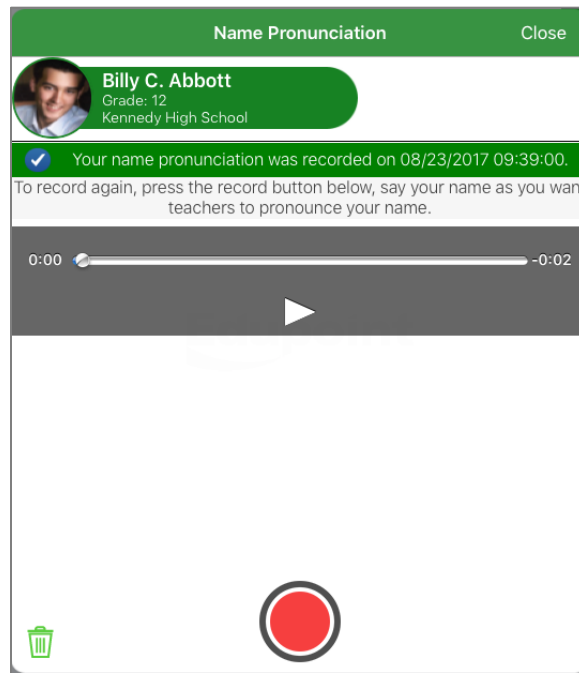 Name Pronunciation Close
Billy C. Abbott
Grade: 12
Kennedy High School
Your name pronunciation was recorded on 08/23/2017 09:39:00.
To record again, press the record button below, say your name as you wan
teachers to pronounce your name.
0:00 -0:02